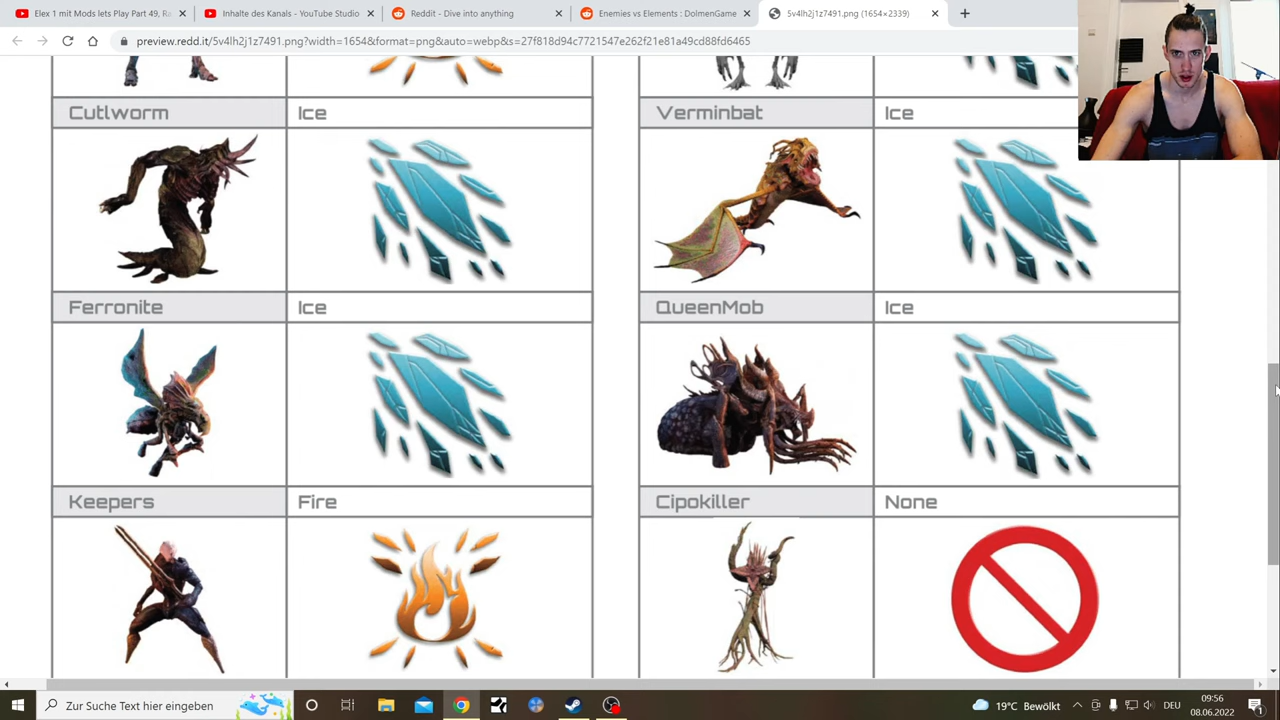 Elex 1 mit Mods lets Play Part 49, Ra
Inhalte des Kanals - YouTube Studio
Reddit - Dive into anything
Enemies vs Elements : DolmenGame
5v4lh2j1z7491.png (1654×2339)
preview.redd.it/5v4lh2j1z7491.png?width=1654&format=png&auto=webp&s=27f818d94c7721547e262f21e81a49cd88fd6465
Cutlworm Ice Verminbat Ice
Ferronite Ice QueenMob Ice
Keepers Fire Cipokiller None
Zur Suche Text hier eingeben
19°C Bewölkt
DEU
09:56
08.06.2022
1